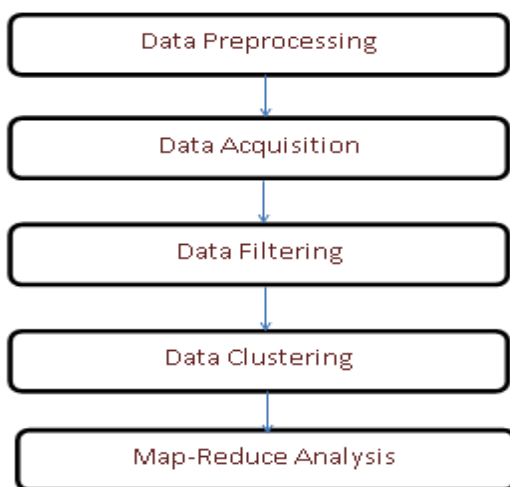 Data Preprocessing
Data Acquisition
Data Filtering
Data Clustering
Map-Reduce Analysis